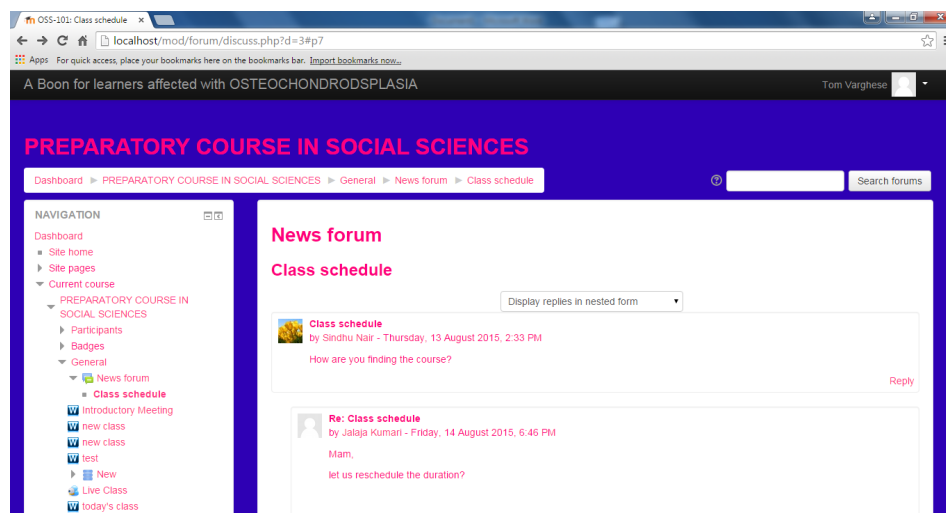 OSS-101: Class schedule
localhost/mod/forum/discuss.php?d=3#p7
Apps For quick access, place your bookmarks here on the bookmarks bar. Import bookmarks now...
A Boon for learners affected with OSTEOCHONDRODSPLASIA
Tom Varghese
PREPARATORY COURSE IN SOCIAL SCIENCES
Dashboard ► PREPARATORY COURSE IN SOCIAL SCIENCES ► General ► News forum ► Class schedule
Search forums
NAVIGATION
Dashboard
Site home
Site pages
Current course
PREPARATORY COURSE IN
SOCIAL SCIENCES
Participants
Badges
General
News forum
Class schedule
Introductory Meeting
new class
new class
test
New
Live Class
today's class
News forum
Class schedule
Display replies in nested form
Class schedule
by Sindhu Nair - Thursday, 13 August 2015, 2:33 PM
How are you finding the course?
Reply
Re: Class schedule
by Jalaja Kumari - Friday, 14 August 2015, 6:46 PM
Mam,
let us reschedule the duration?